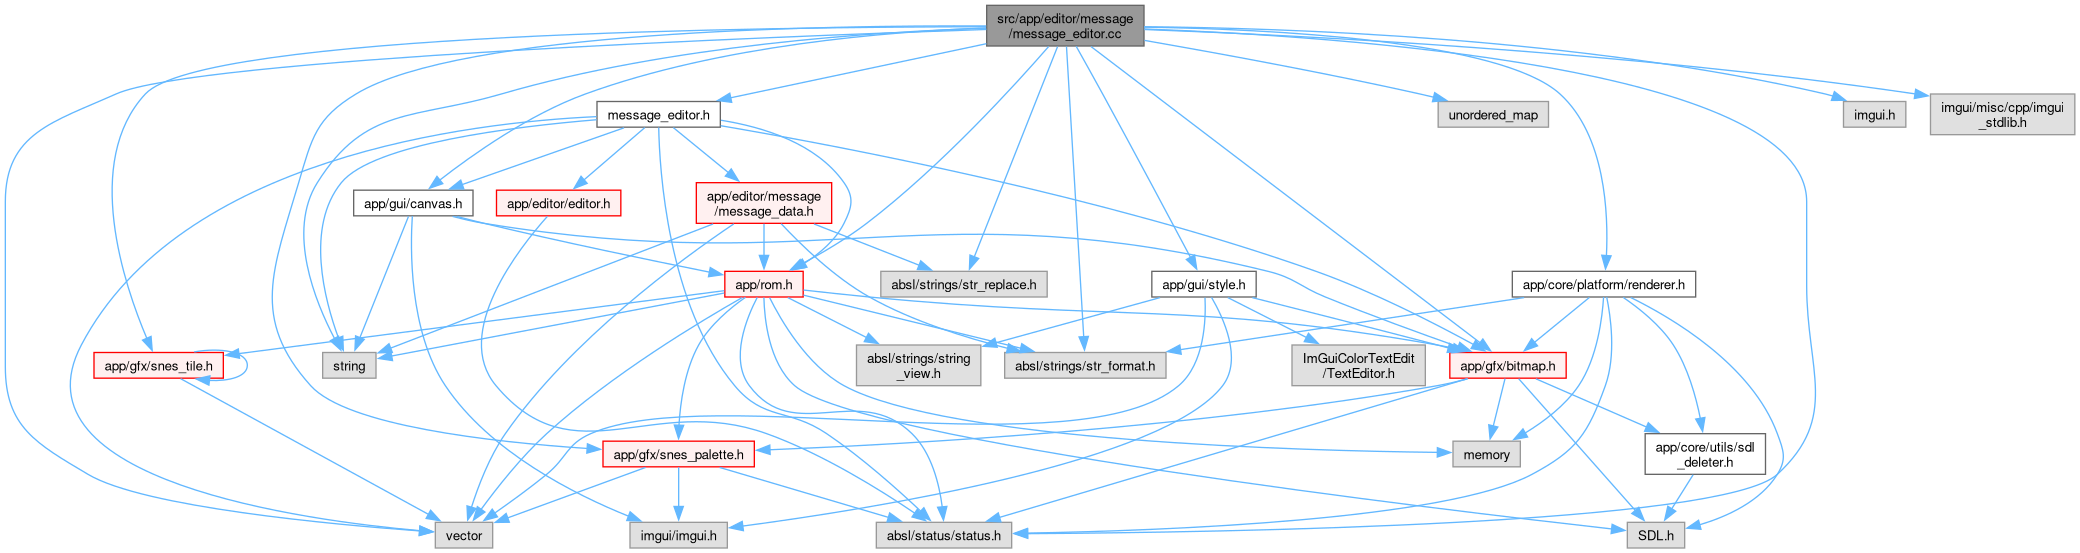 src/app/editor/message
/message_editor.cc
message_editor.h
unordered_map
imgui.h
imgui/misc/cpp/imgui
_stdlib.h
app/gui/canvas.h
app/editor/editor.h
app/editor/message
/message_data.h
app/rom.h
absl/strings/str_replace.h
app/gui/style.h
app/core/platform/renderer.h
app/gfx/snes_tile.h
string
absl/strings/string
_view.h
absl/strings/str_format.h
ImGuiColorTextEdit
/TextEditor.h
app/gfx/bitmap.h
app/gfx/snes_palette.h
memory
app/core/utils/sdl
_deleter.h
vector
imgui/imgui.h
absl/status/status.h
SDL.h